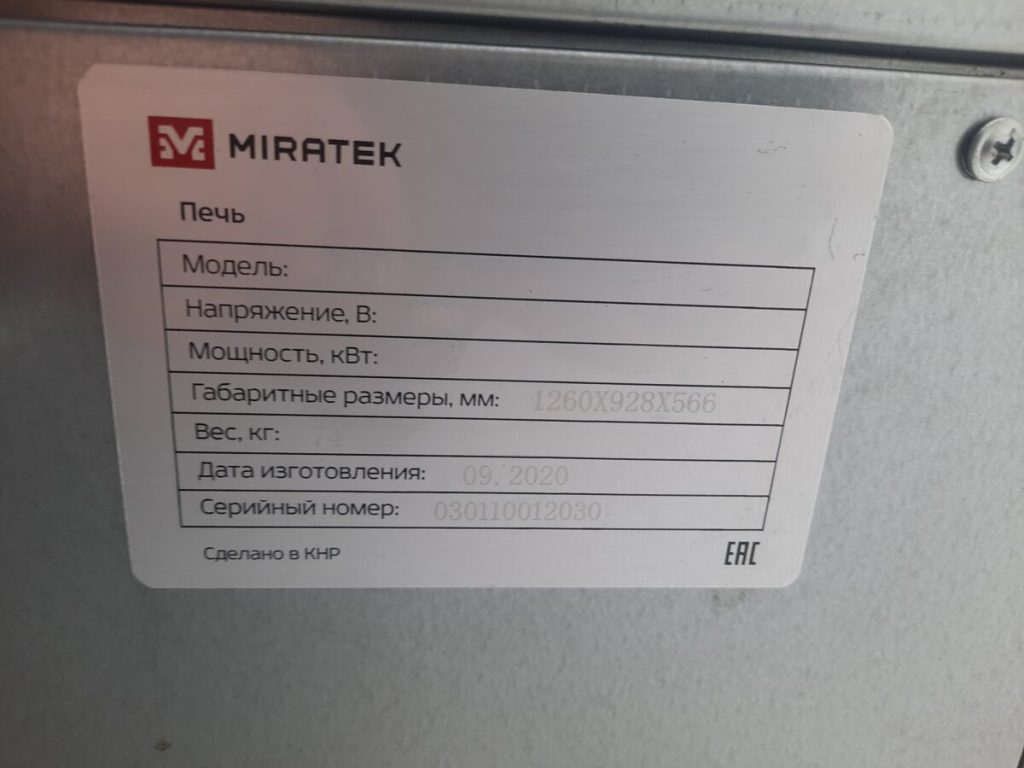 MIRATEK
Печь
Модель:
Напряжение, В:
Мощность, кВт:
Габаритные размеры, мм: 1260X928X566
Вес, кг: 74
Дата изготовления: 09. 2020
Серийный номер: 030110012030
Сделано в КНР
EAC